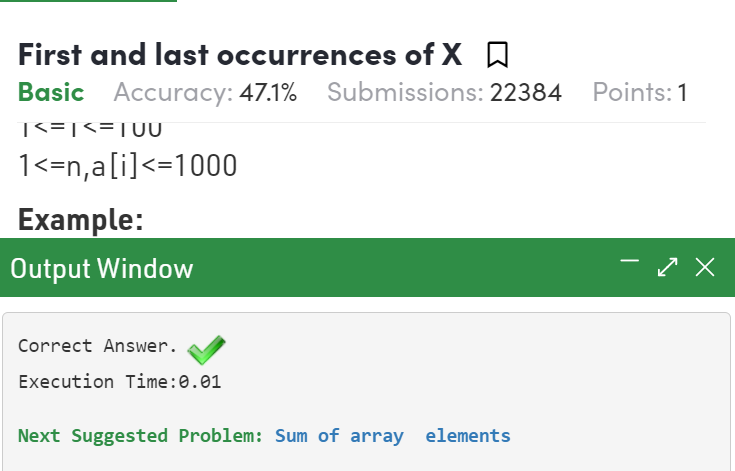 First and last occurrences of X
Basic Accuracy: 47.1% Submissions: 22384 Points: 1
1<=T<=100
1<=n,a[i]<=1000
Example:
Output Window
Correct Answer.
Execution Time:0.01
Next Suggested Problem: Sum of array  elements